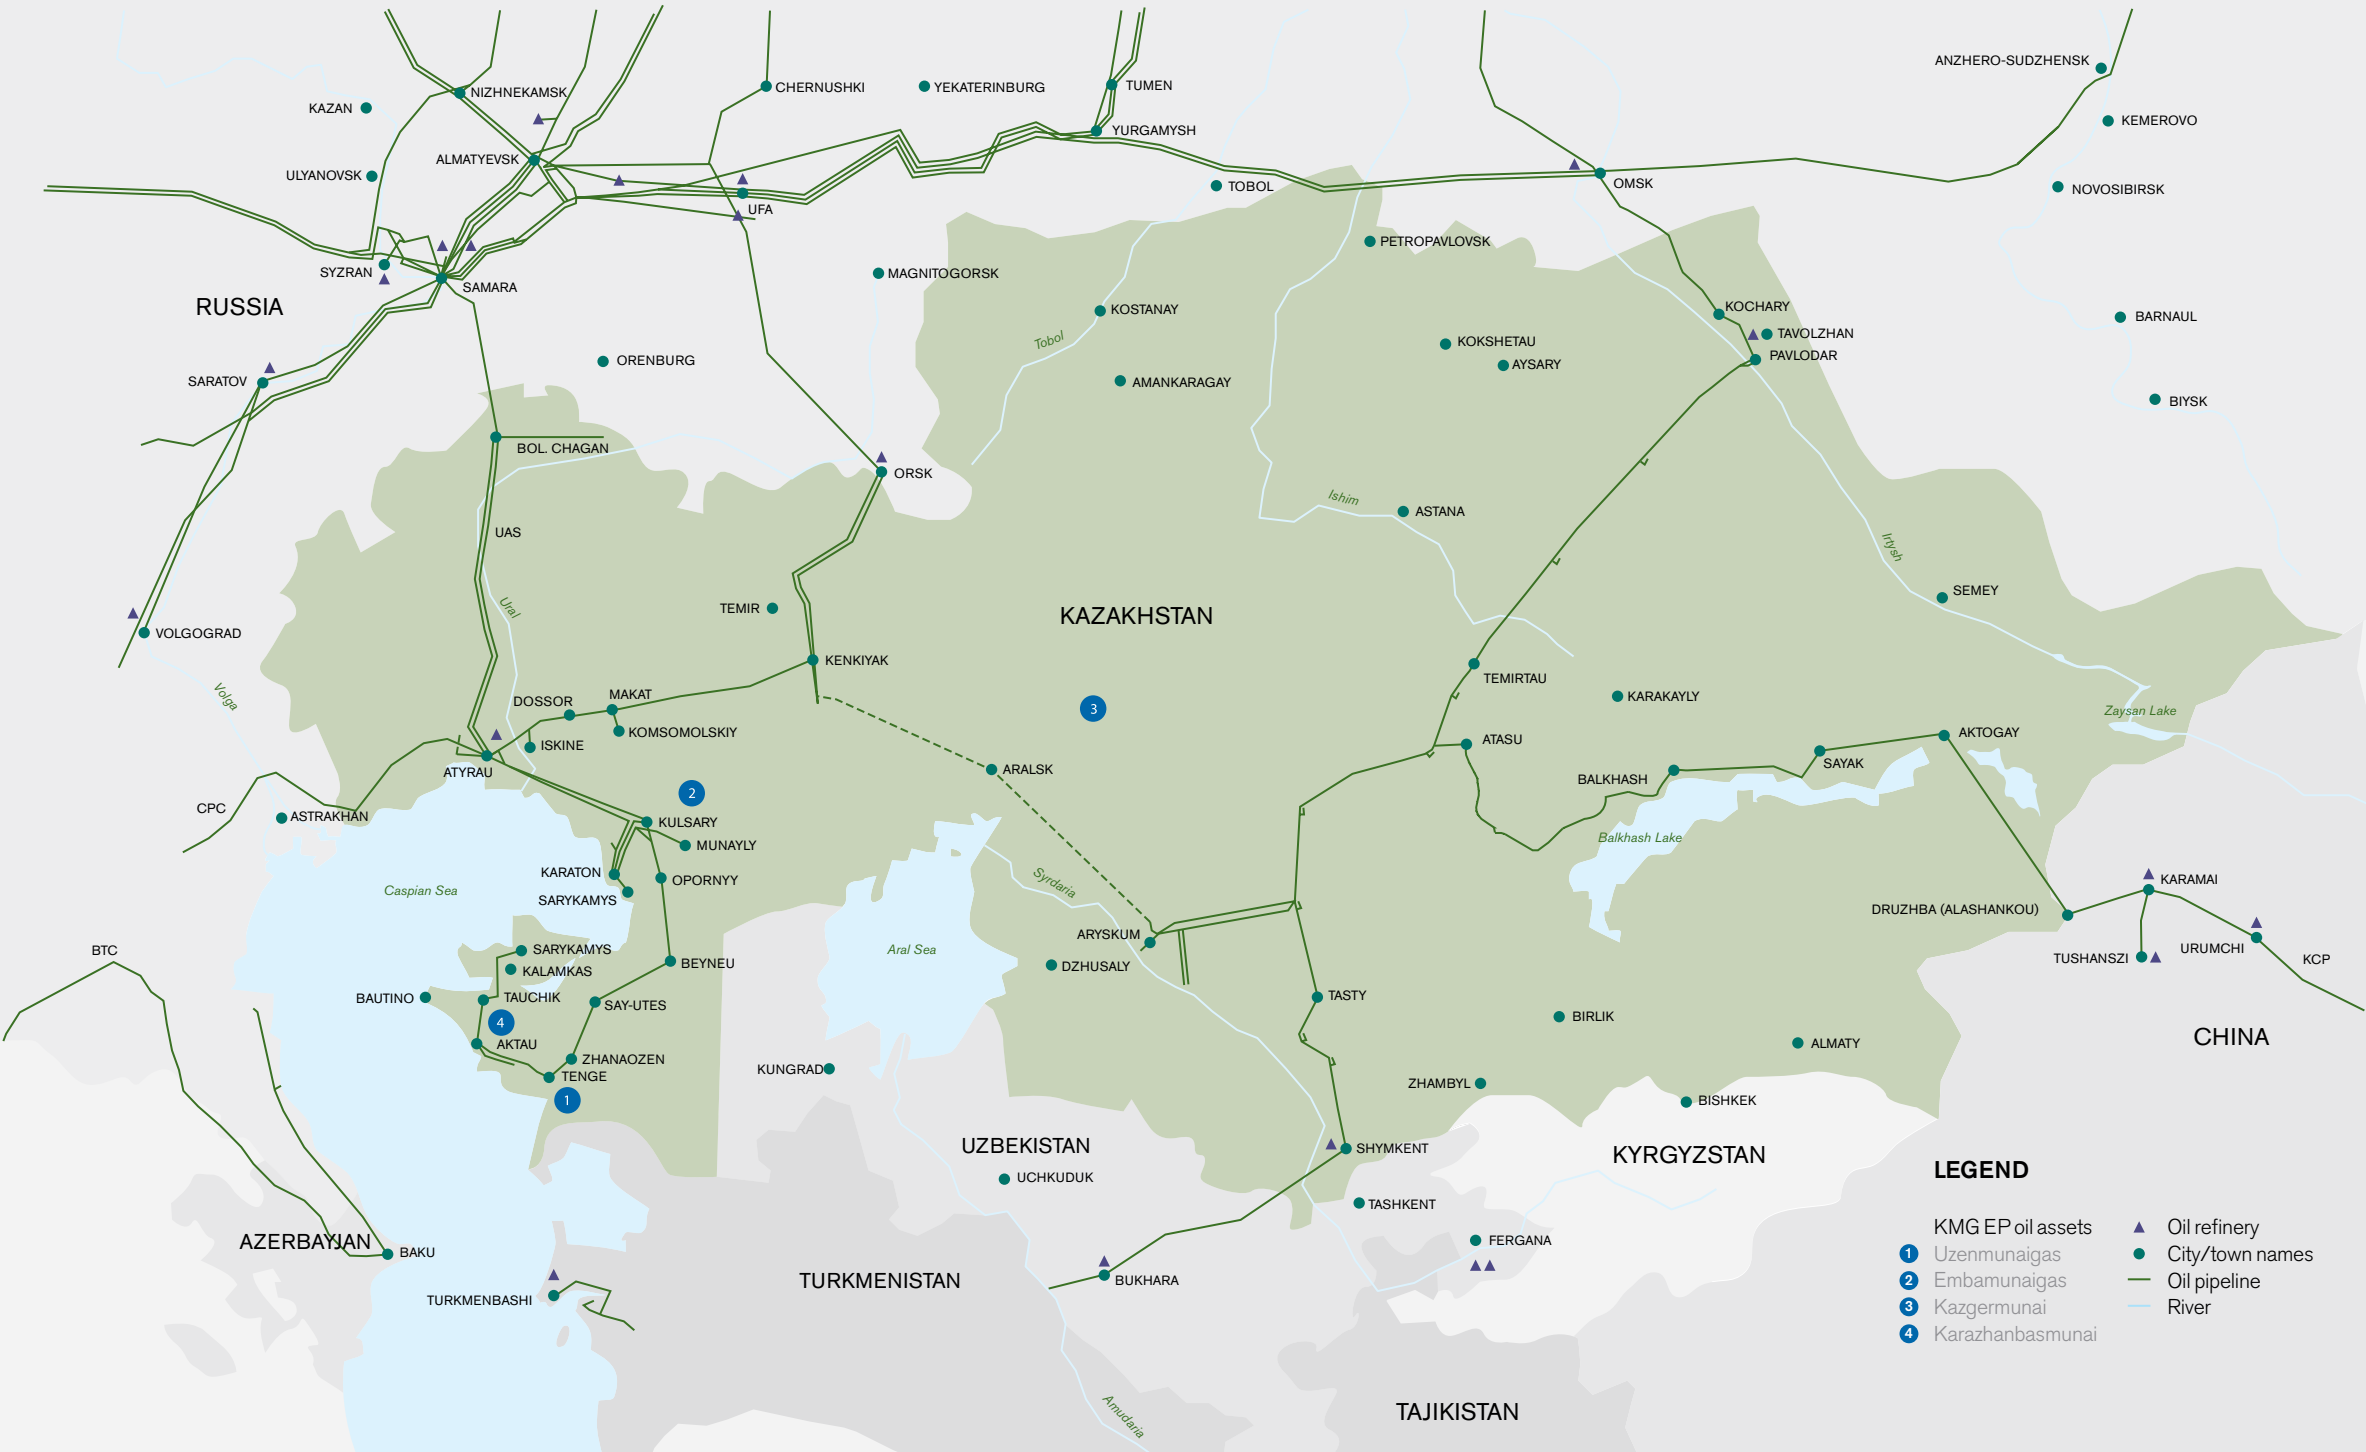 ANZHERO-SUDZHENSK
CHERNUSHKI
YEKATERINBURG
TUMEN
NIZHNEKAMSK
KAZAN
KEMEROVO
YURGAMYSH
ALMATYEVSK
ULYANOVSK
OMSK
TOBOL
NOVOSIBIRSK
UFA
PETROPAVLOVSK
SYZRAN
MAGNITOGORSK
SAMARA
RUSSIA
KOSTANAY
KOCHARY
BARNAUL
Tobol
TAVOLZHAN
KOKSHETAU
PAVLODAR
ORENBURG
AYSARY
SARATOV
AMANKARAGAY
BIYSK
BOL. CHAGAN
ORSK
Ishim
ASTANA
UAS
Irtysh
SEMEY
Ural
TEMIR
KAZAKHSTAN
VOLGOGRAD
KENKIYAK
TEMIRTAU
Volga
DOSSOR
MAKAT
KARAKAYLY
3
Zaysan Lake
KOMSOMOLSKIY
AKTOGAY
ISKINE
ATASU
SAYAK
ATYRAU
ARALSK
BALKHASH
2
CPC
ASTRAKHAN
KULSARY
Balkhash Lake
MUNAYLY
KARATON
OPORNYY
KARAMAI
Syrdaria
Caspian Sea
SARYKAMYS
DRUZHBA (ALASHANKOU)
ARYSKUM
BTC
SARYKAMYS
Aral Sea
URUMCHI
KALAMKAS
BEYNEU
DZHUSALY
TUSHANSZI
KCP
BAUTINO
TAUCHIK
SAY-UTES
TASTY
4
BIRLIK
AKTAU
CHINA
ZHANAOZEN
ALMATY
KUNGRAD
TENGE
ZHAMBYL
1
BISHKEK
UZBEKISTAN
SHYMKENT
KYRGYZSTAN
UCHKUDUK
TASHKENT
AZERBAYJAN
BAKU
FERGANA
TURKMENISTAN
BUKHARA
TURKMENBASHI
Amudaria
TAJIKISTAN
LEGEND
KMG EP oil assets
1 Uzenmunaigas
2 Embamunaigas
3 Kazgermunai
4 Karazhanbasmunai
Oil refinery
City/town names
Oil pipeline
River